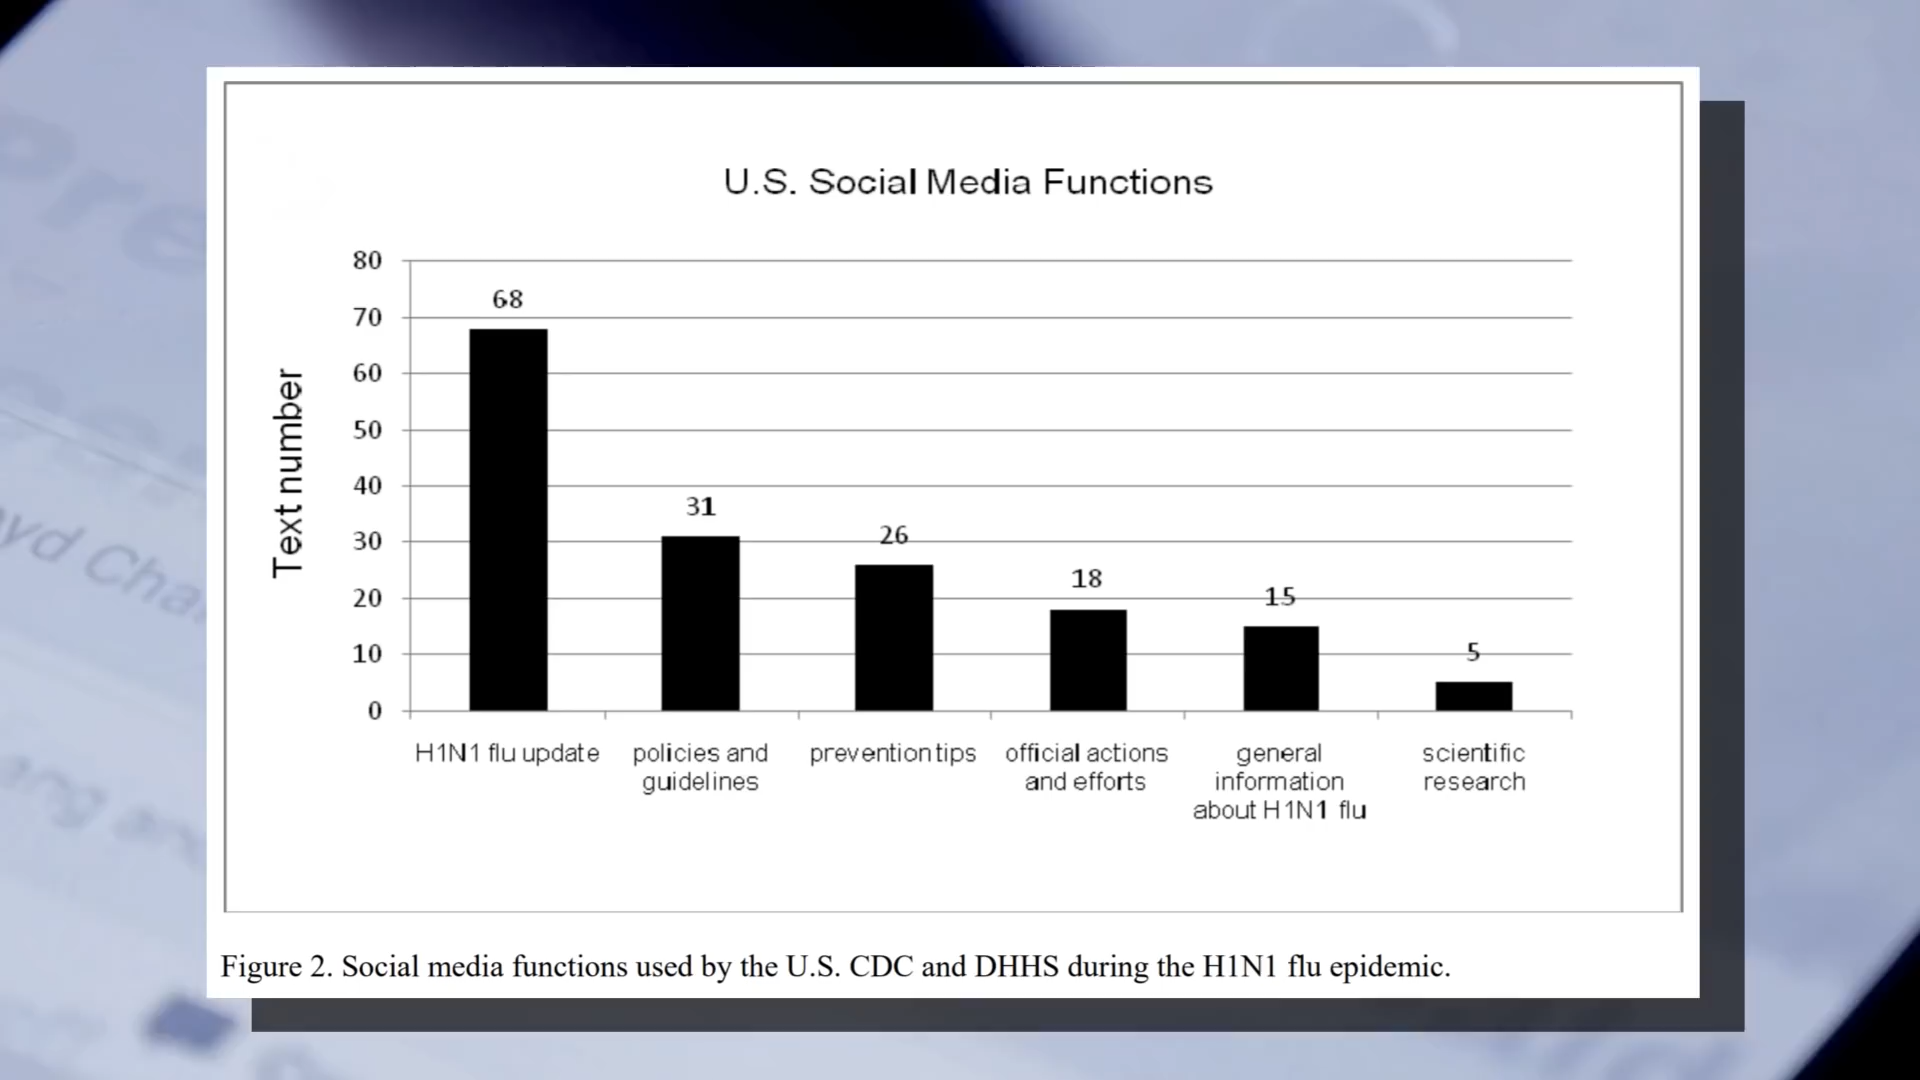 U.S. Social Media Functions
80
70
60
50
40
30
20
10
0
Text number
68
31
26
18
15
5
H1N1 flu update
policies and
guidelines
prevention tips
official actions
and efforts
general
information
about H1N1 flu
scientific
research
Figure 2. Social media functions used by the U.S. CDC and DHHS during the H1N1 flu epidemic.